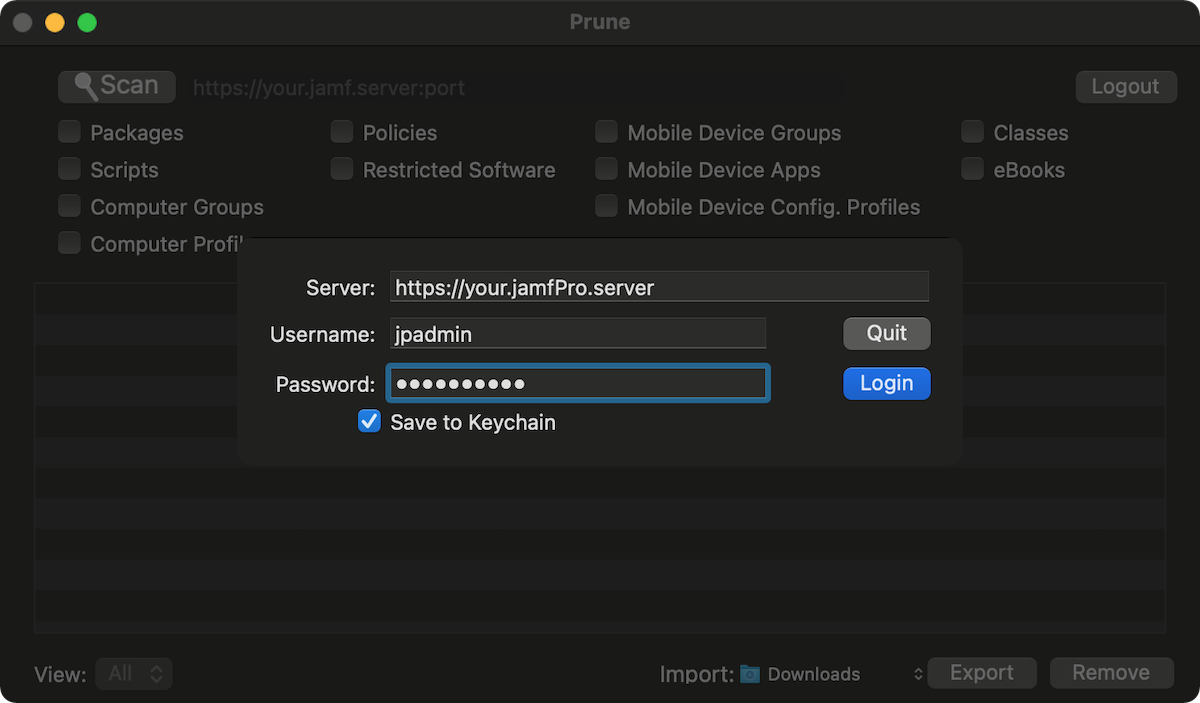 Prune
Scan https://your.jamf.server:port Logout
Packages Policies Mobile Device Groups Classes
Scripts Restricted Software Mobile Device Apps eBooks
Computer Groups Mobile Device Config. Profiles
Computer Profil
Server: https://your.jamfPro.server
Username: jpadmin Quit
Password: ●●●●●●●●●● Login
Save to Keychain
View: All Import: Downloads Export Remove